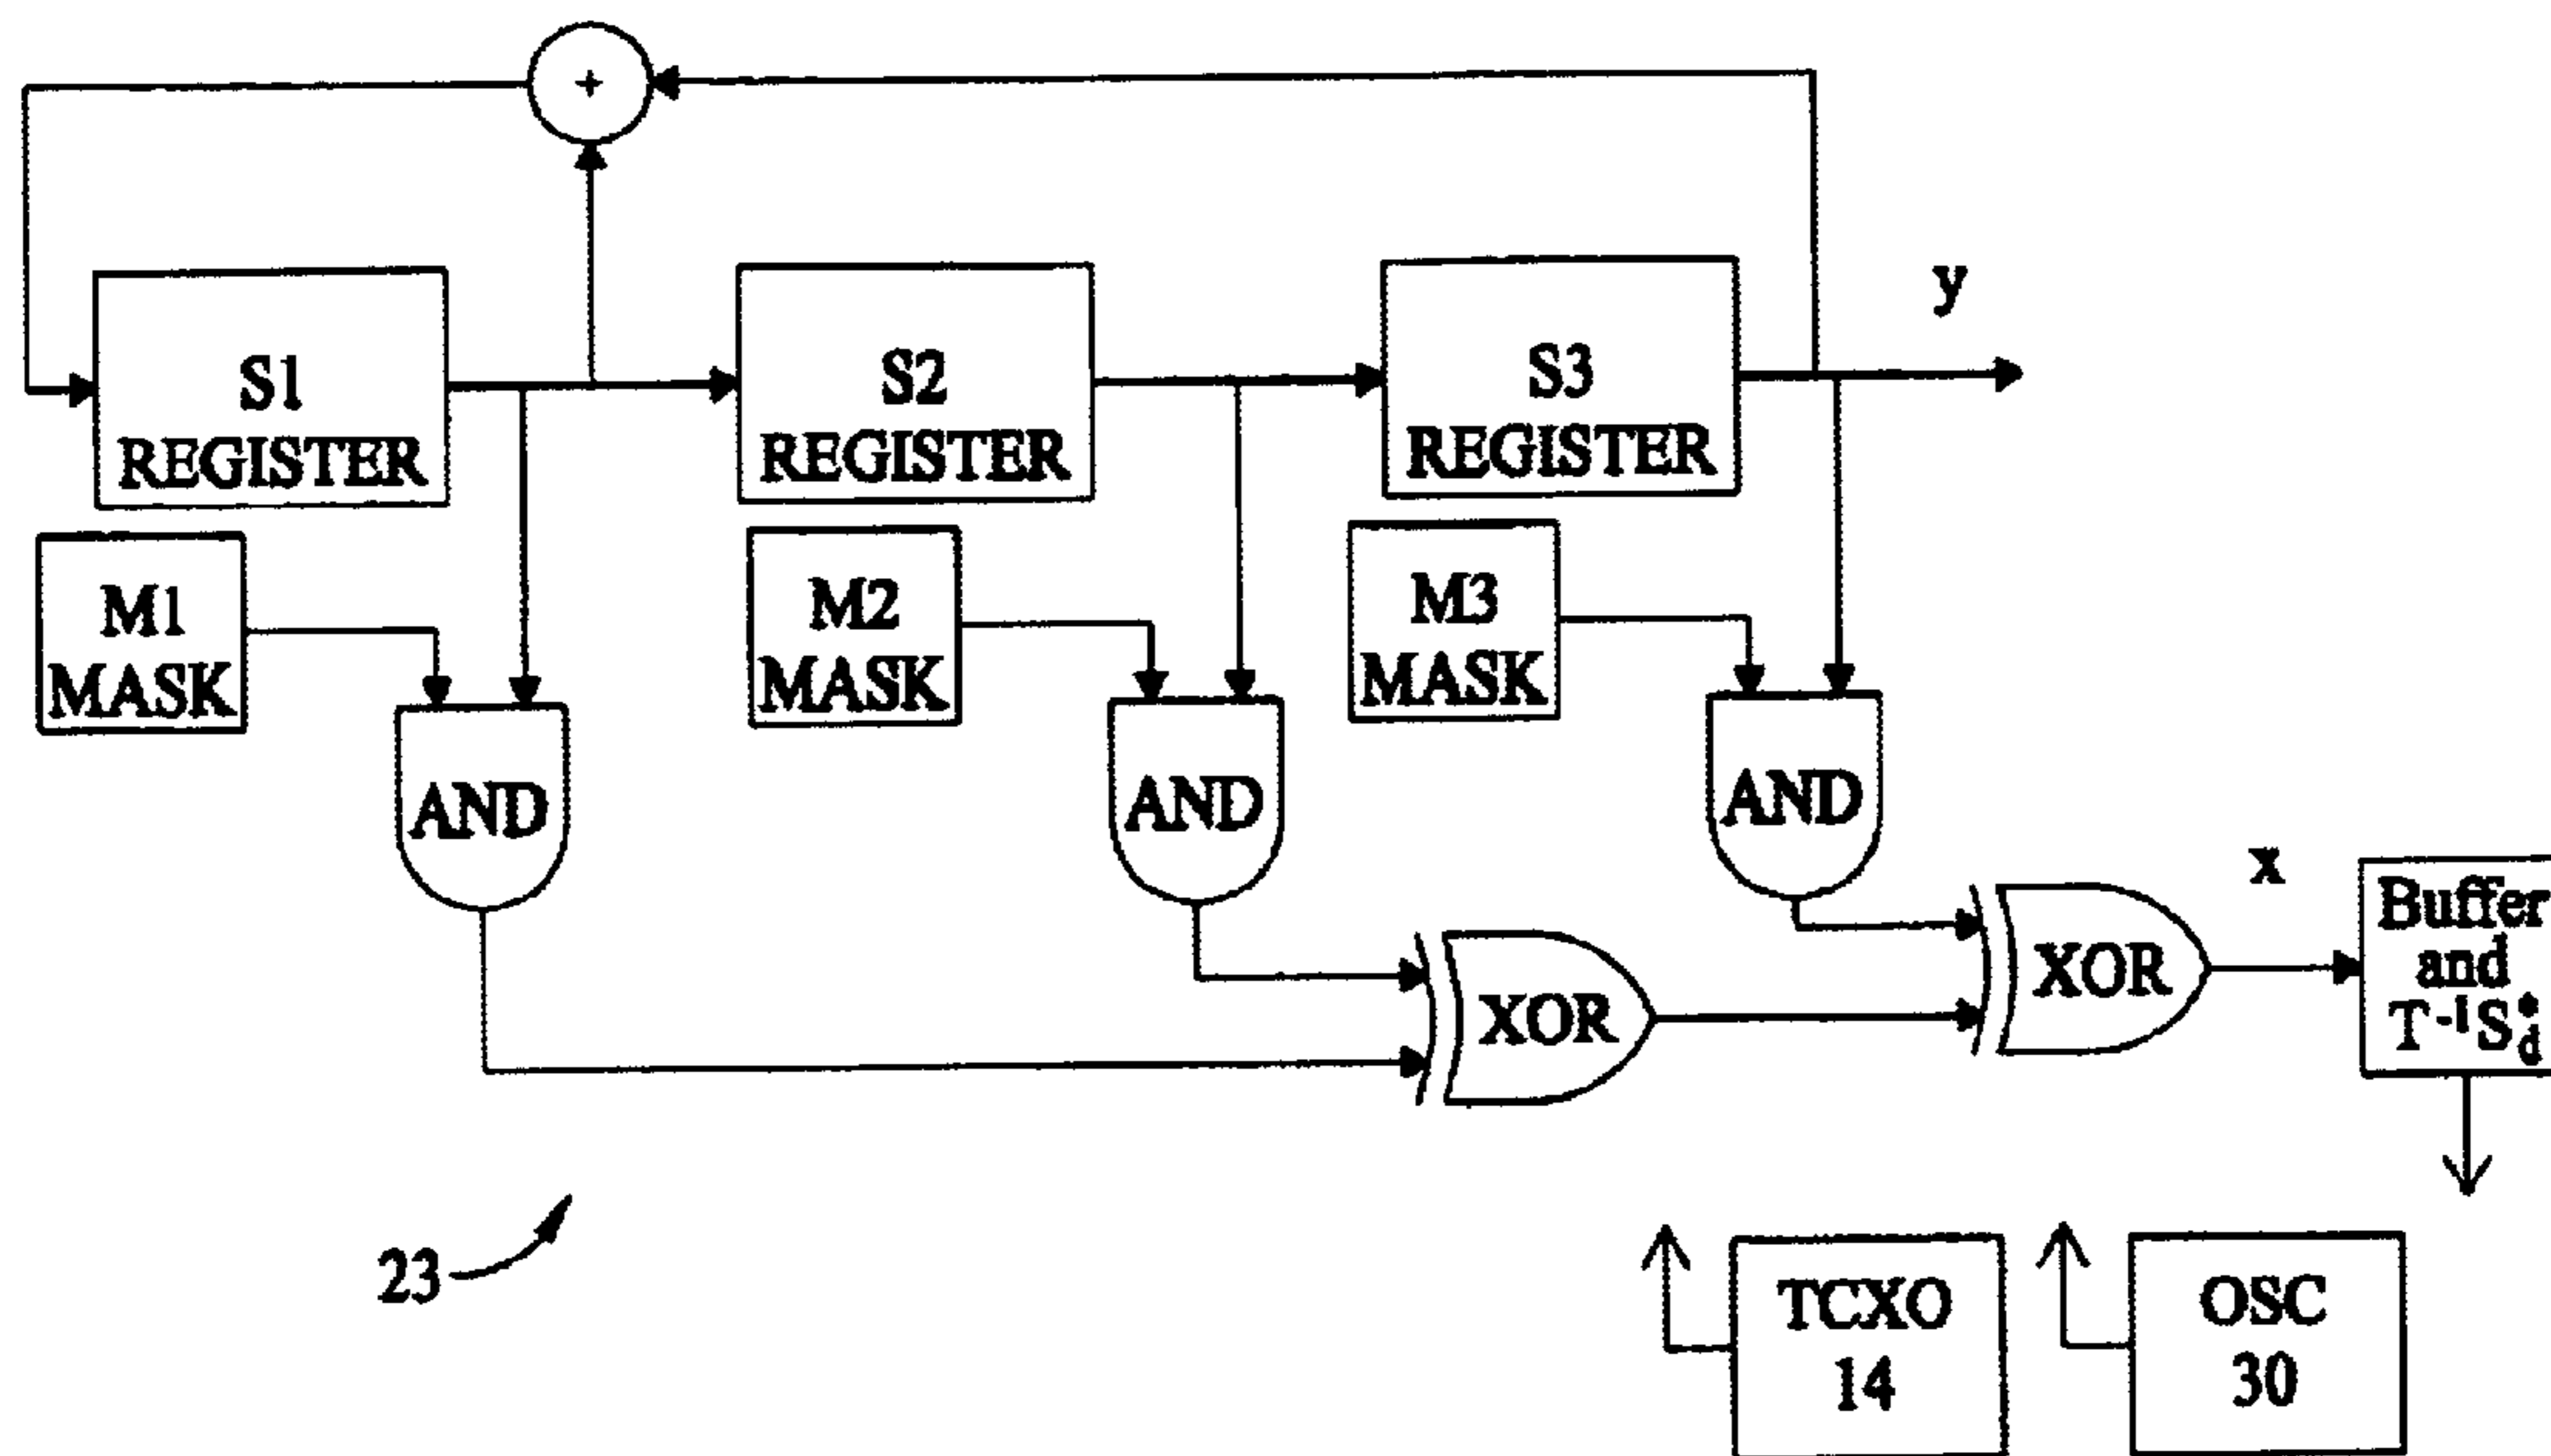 +
y
S1
REGISTER
S2
REGISTER
S3
REGISTER
M1
MASK
M2
MASK
M3
MASK
AND
AND
AND
XOR
XOR
x
Buffer
and
T⁻¹S*d
23
TCXO
14
OSC
30